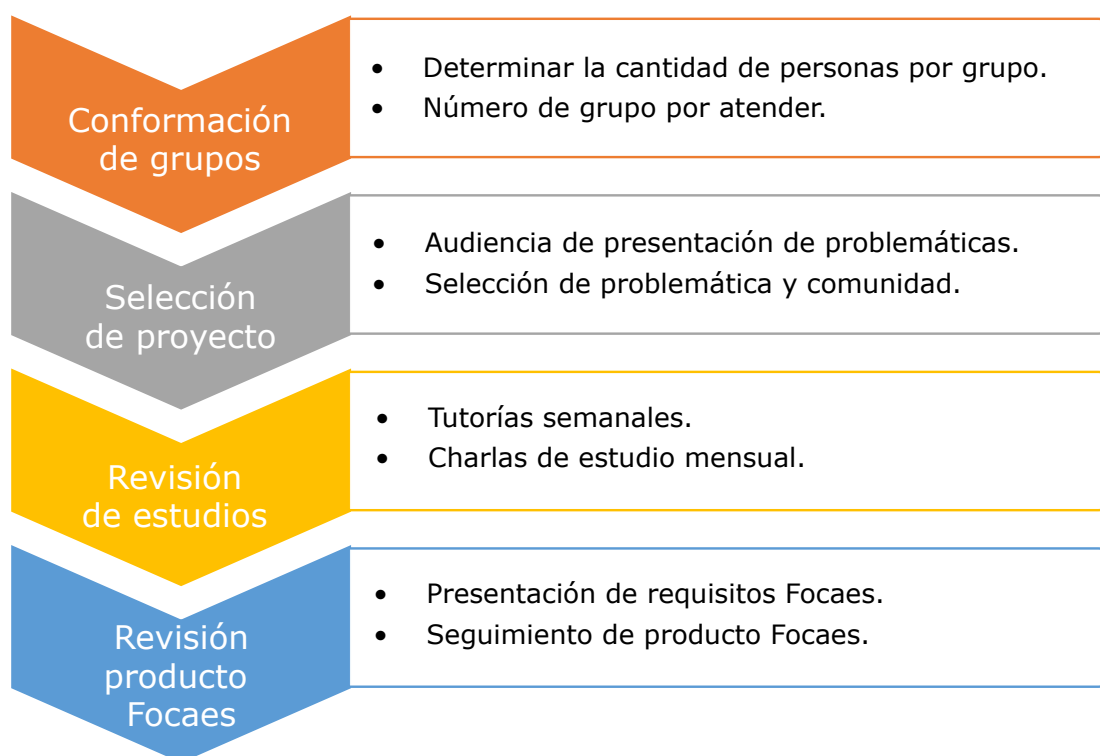 Conformación
de grupos
• Determinar la cantidad de personas por grupo.
• Número de grupo por atender.
Selección
de proyecto
• Audiencia de presentación de problemáticas.
• Selección de problemática y comunidad.
Revisión
de estudios
• Tutorías semanales.
• Charlas de estudio mensual.
Revisión
producto
Focaes
• Presentación de requisitos Focaes.
• Seguimiento de producto Focaes.